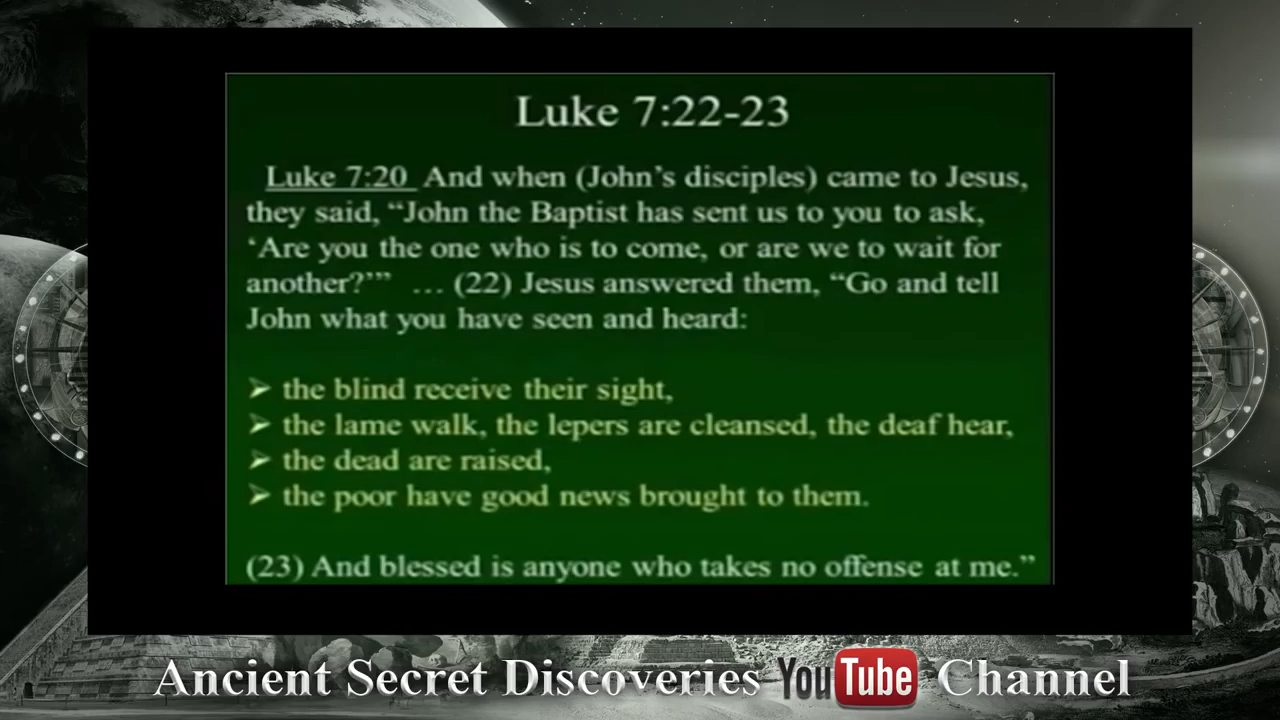 Luke 7:22-23
Luke 7:20 And when (John’s disciples) came to Jesus,
they said, “John the Baptist has sent us to you to ask,
‘Are you the one who is to come, or are we to wait for
another?’” … (22) Jesus answered them, “Go and tell
John what you have seen and heard:
➢ the blind receive their sight,
➢ the lame walk, the lepers are cleansed, the deaf hear,
➢ the dead are raised,
➢ the poor have good news brought to them.
(23) And blessed is anyone who takes no offense at me.”
Ancient Secret Discoveries YouTube Channel